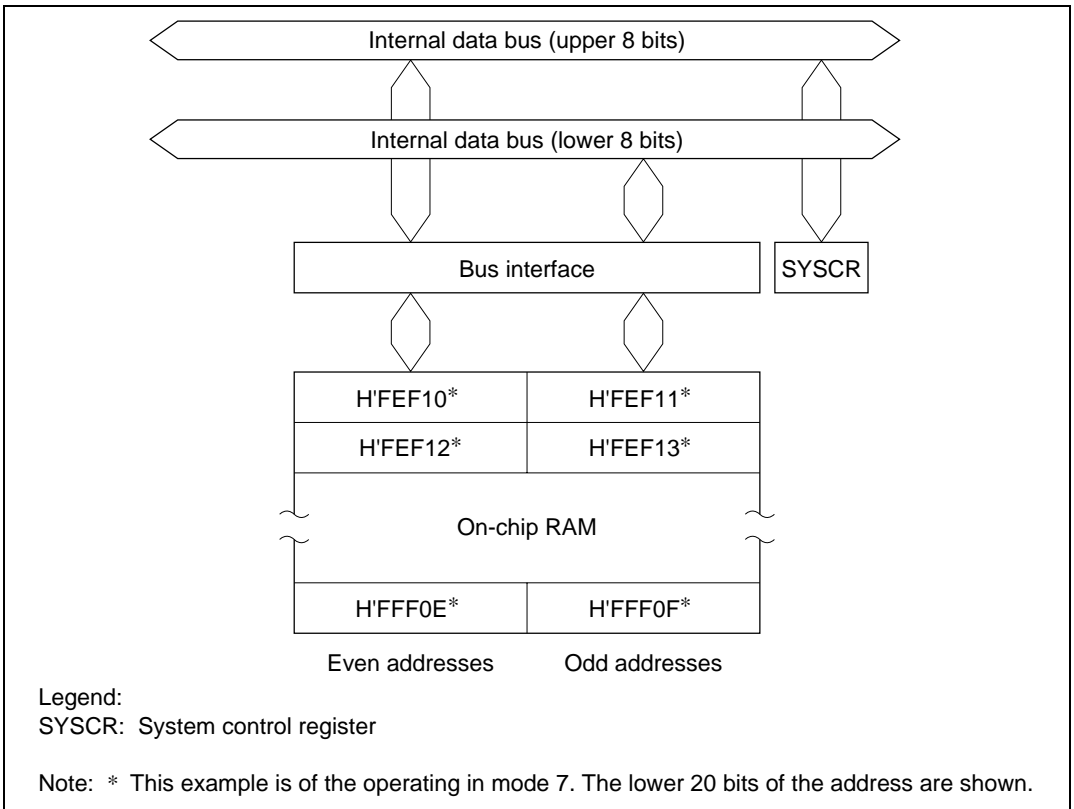 Internal data bus (upper 8 bits)
Internal data bus (lower 8 bits)
Bus interface
SYSCR
H'FEF10*
H'FEF11*
H'FEF12*
H'FEF13*
On-chip RAM
H'FFF0E*
H'FFF0F*
Even addresses
Odd addresses
Legend:
SYSCR: System control register
Note: * This example is of the operating in mode 7. The lower 20 bits of the address are shown.